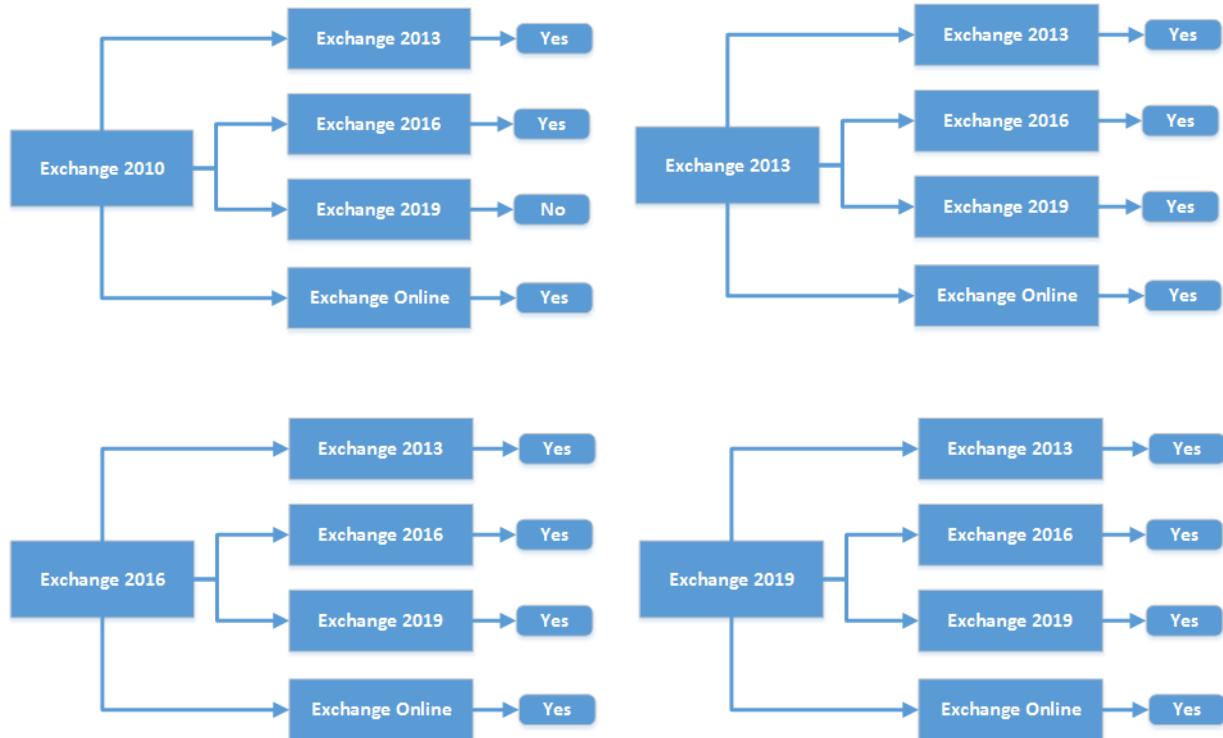 Exchange 2010
Exchange 2013
Yes
Exchange 2016
Yes
Exchange 2019
No
Exchange Online
Yes
Exchange 2013
Exchange 2013
Yes
Exchange 2016
Yes
Exchange 2019
Yes
Exchange Online
Yes
Exchange 2016
Exchange 2013
Yes
Exchange 2016
Yes
Exchange 2019
Yes
Exchange Online
Yes
Exchange 2019
Exchange 2013
Yes
Exchange 2016
Yes
Exchange 2019
Yes
Exchange Online
Yes